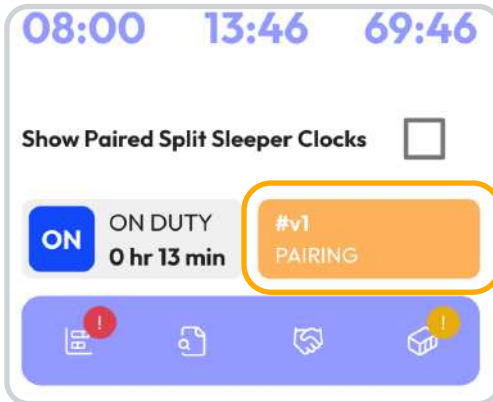 08:00 13:46 69:46
Show Paired Split Sleeper Clocks
ON
ON DUTY
0 hr 13 min
#v1
PAIRING
!
!